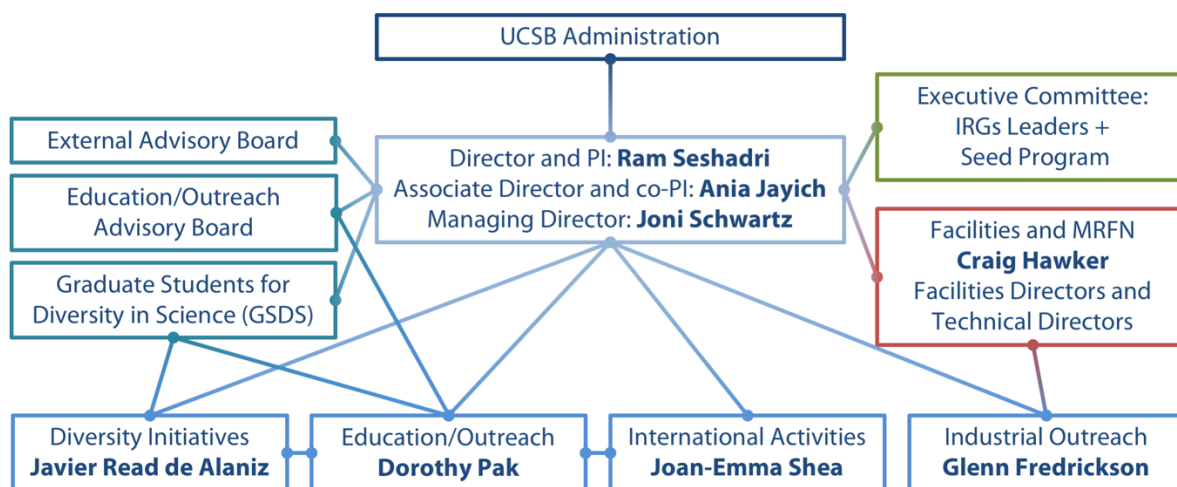 UCSB Administration
External Advisory Board
Education/Outreach
Advisory Board
Graduate Students for
Diversity in Science (GSDS)
Director and PI: Ram Seshadri
Associate Director and co-PI: Ania Jayich
Managing Director: Joni Schwartz
Executive Committee:
IRGs Leaders +
Seed Program
Facilities and MRFN
Craig Hawker
Facilities Directors and
Technical Directors
Diversity Initiatives
Javier Read de Alaniz
Education/Outreach
Dorothy Pak
International Activities
Joan-Emma Shea
Industrial Outreach
Glenn Fredrickson